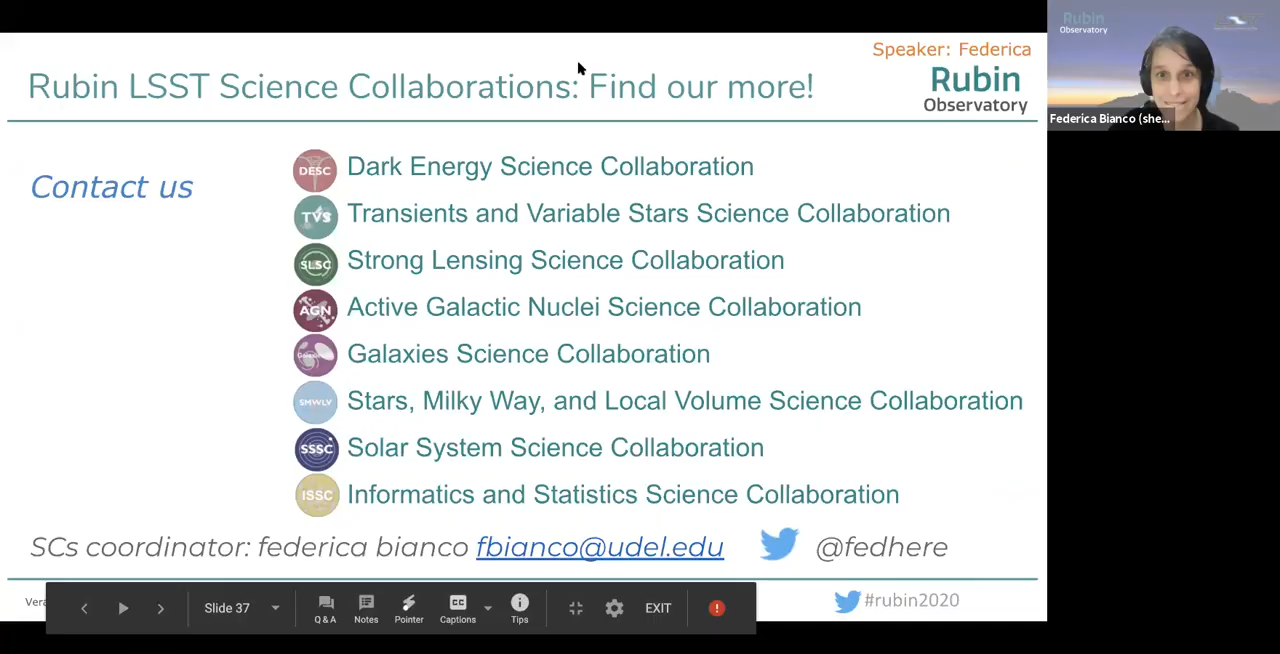 Speaker: Federica
Rubin LSST Science Collaborations: Find our more!
Rubin
Observatory
Rubin
Observatory
Federica Bianco (she...
Contact us
DESC Dark Energy Science Collaboration
TVS Transients and Variable Stars Science Collaboration
SLSC Strong Lensing Science Collaboration
AGN Active Galactic Nuclei Science Collaboration
Galaxies Science Collaboration
SMWLV Stars, Milky Way, and Local Volume Science Collaboration
SSSC Solar System Science Collaboration
ISSC Informatics and Statistics Science Collaboration
SCs coordinator: federica bianco fbianco@udel.edu @fedhere
Vera
Slide 37
Q & A Notes Pointer CC Captions Tips
EXIT
#rubin2020